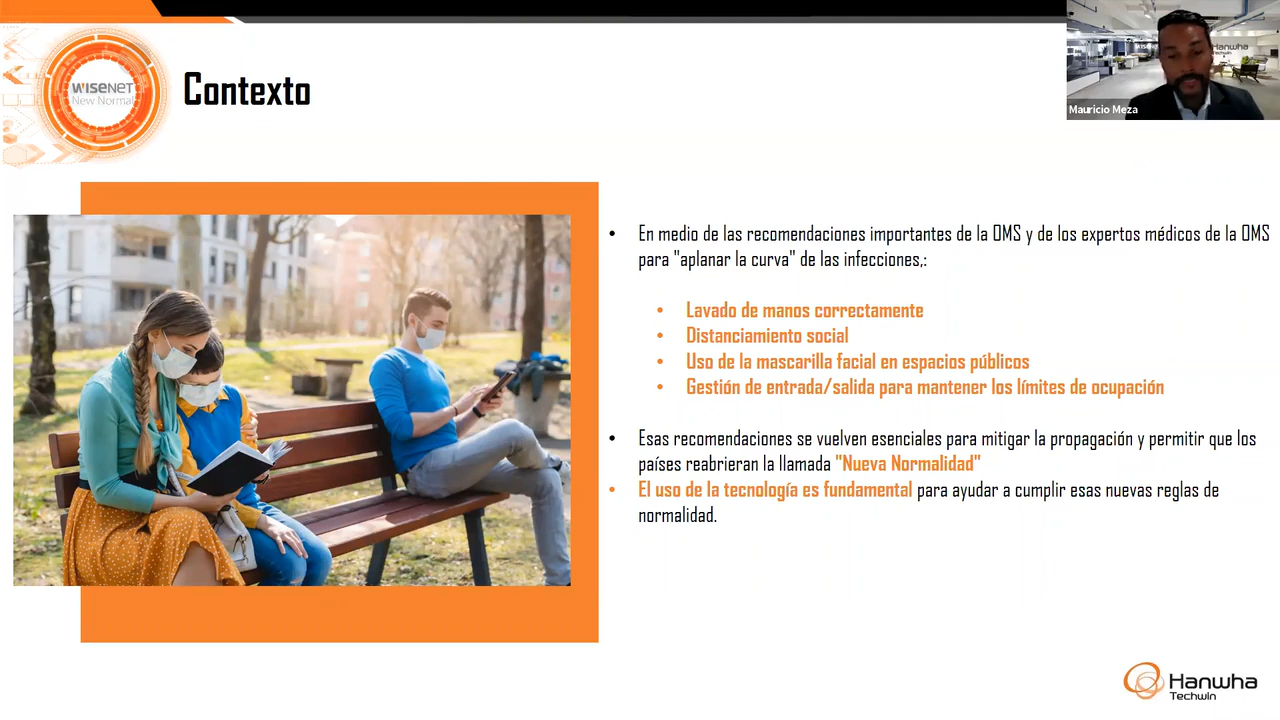 WISENET
New Normal
Contexto
Hanwha
Techwin
Mauricio Meza
En medio de las recomendaciones importantes de la OMS y de los expertos médicos de la OMS
para "aplanar la curva" de las infecciones,:
Lavado de manos correctamente
Distanciamiento social
Uso de la mascarilla facial en espacios públicos
Gestión de entrada/salida para mantener los límites de ocupación
Esas recomendaciones se vuelven esenciales para mitigar la propagación y permitir que los
países reabrieran la llamada "Nueva Normalidad"
El uso de la tecnología es fundamental para ayudar a cumplir esas nuevas reglas de
normalidad.
Hanwha
Techwin